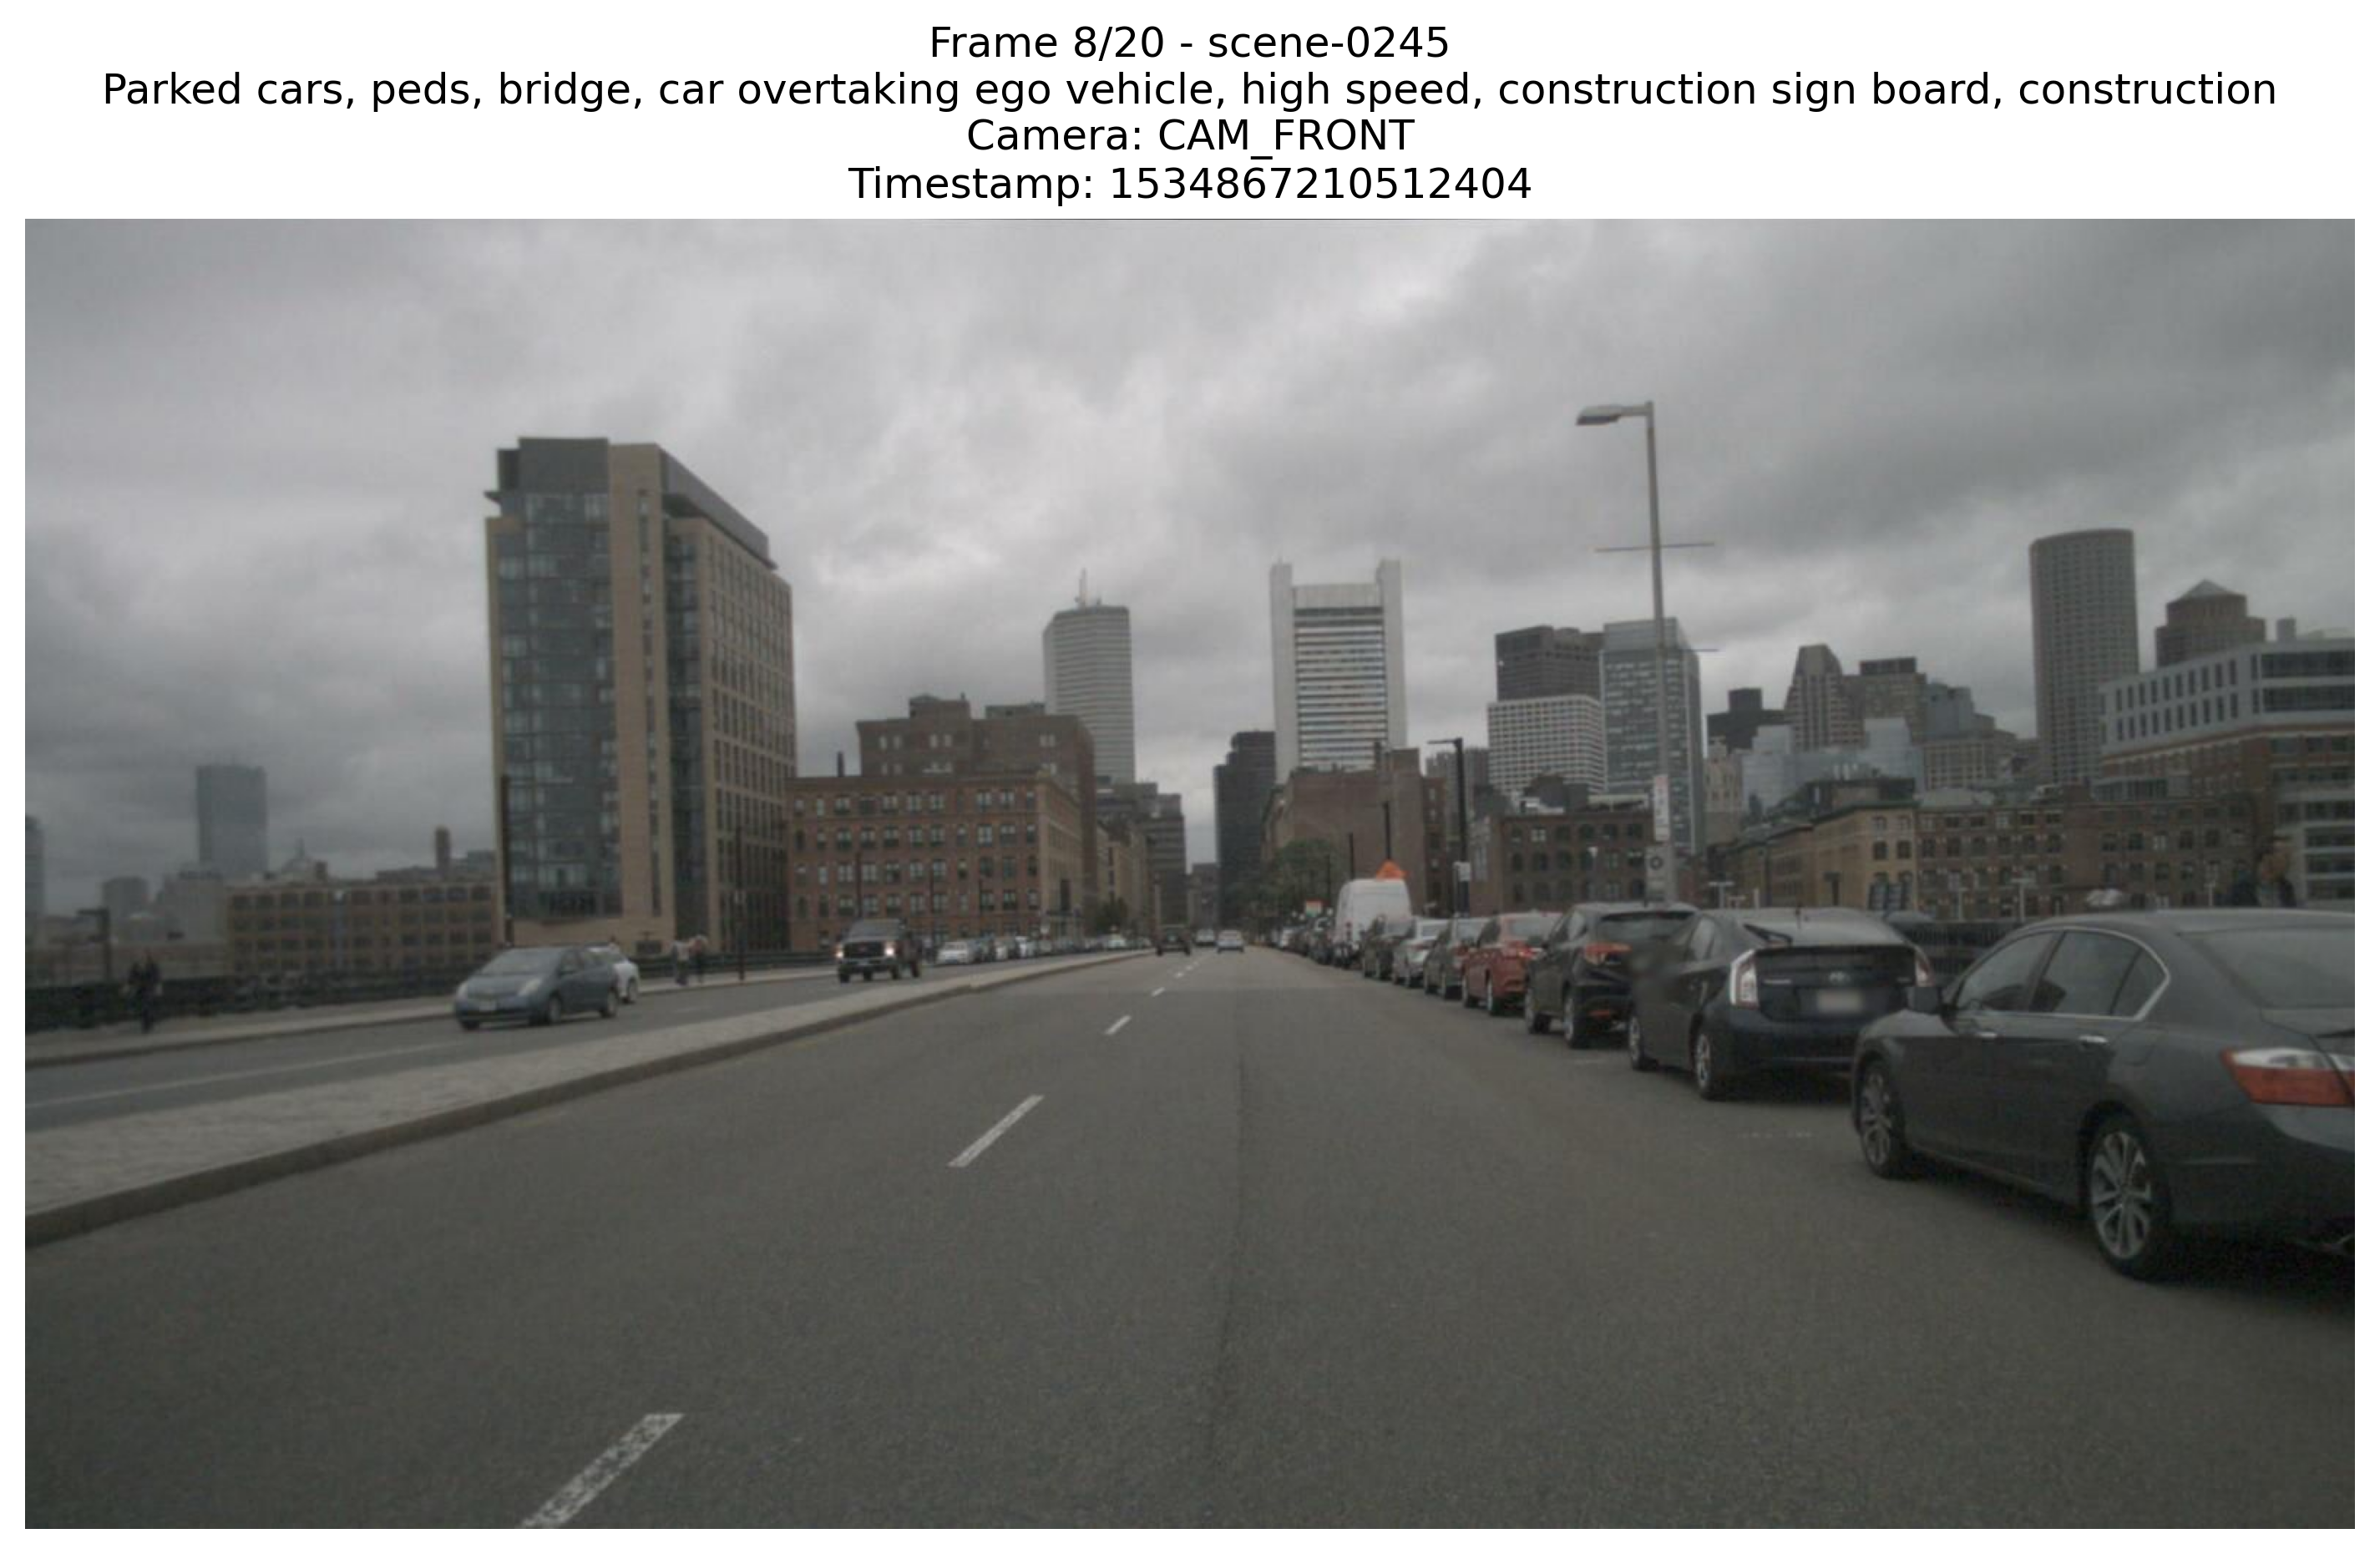 Frame 8/20 - scene-0245
Parked cars, peds, bridge, car overtaking ego vehicle, high speed, construction sign board, construction
Camera: CAM_FRONT
Timestamp: 1534867210512404